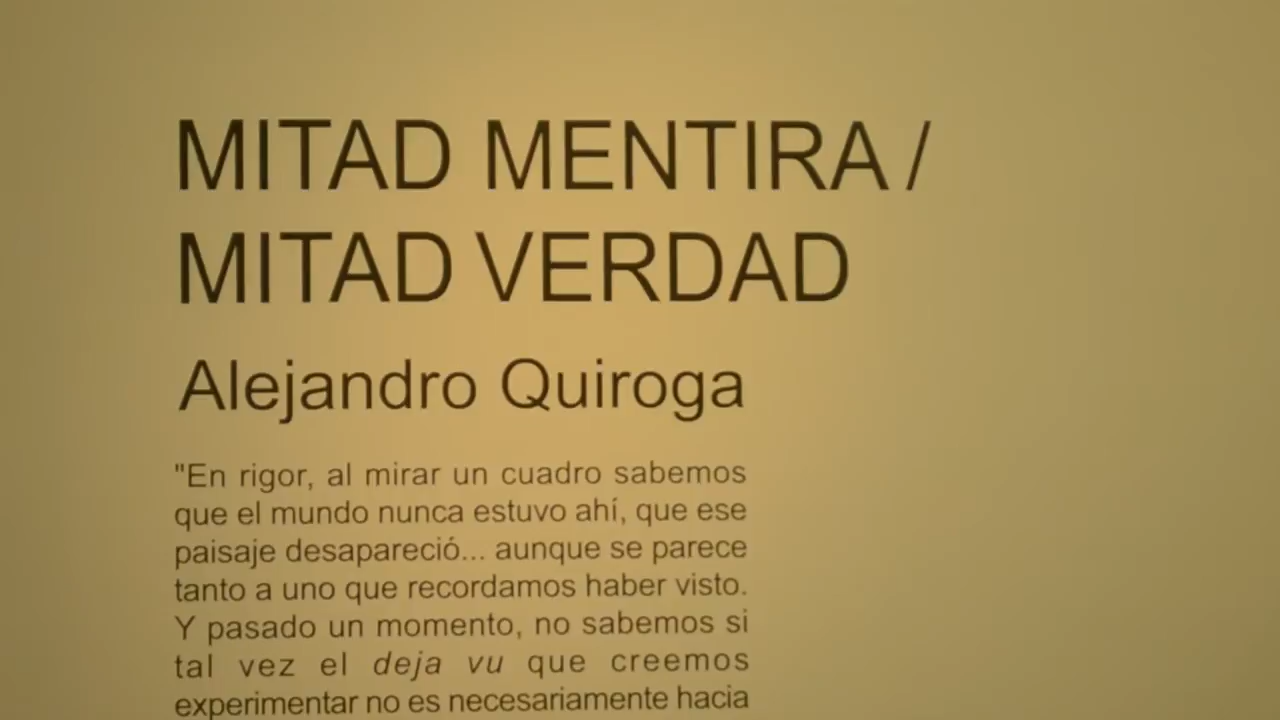 MITAD MENTIRA /
MITAD VERDAD
Alejandro Quiroga
"En rigor, al mirar un cuadro sabemos
que el mundo nunca estuvo ahí, que ese
paisaje desapareció... aunque se parece
tanto a uno que recordamos haber visto.
Y pasado un momento, no sabemos si
tal vez el deja vu que creemos
experimentar no es necesariamente hacia